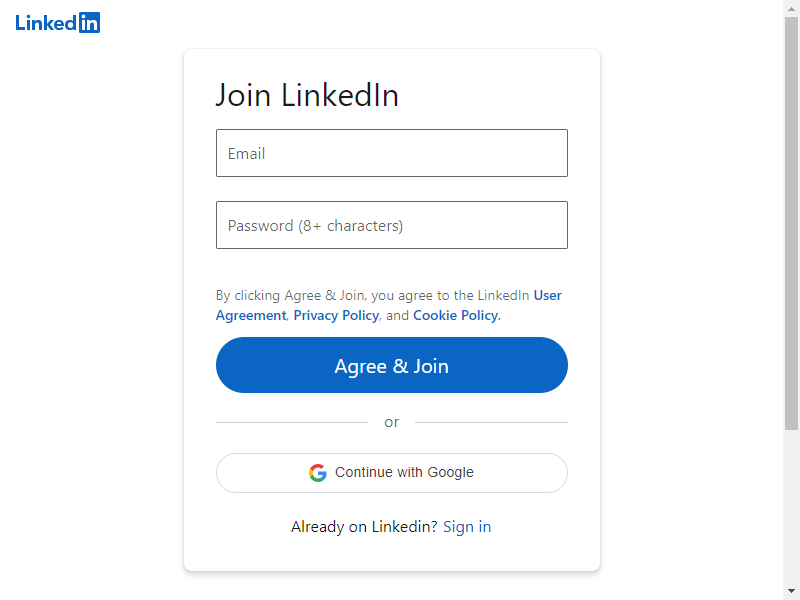 LinkedIn
Join LinkedIn
Email
Password (8+ characters)
By clicking Agree & Join, you agree to the LinkedIn User
Agreement, Privacy Policy, and Cookie Policy.
Agree & Join
or
Continue with Google
Already on Linkedin? Sign in